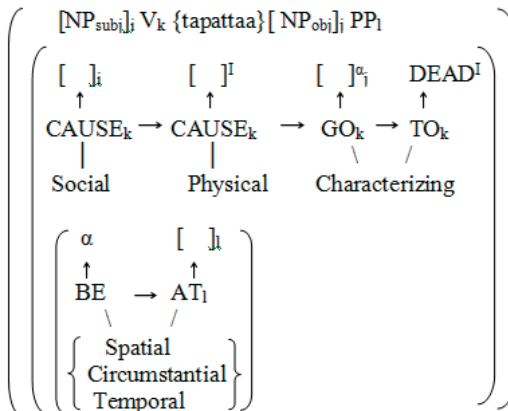 [NPsubj]i Vk {tapattaa}[ NPobj]j PPl
[ ]i [ ]I [ ]αj DEADI
↑ ↑ ↑ ↑
CAUSEk → CAUSEk → GOk → TOk
| | \ /
Social Physical Characterizing
α [ ]l
↑ ↑
BE → ATl
\ /
Spatial
Circumstantial
Temporal